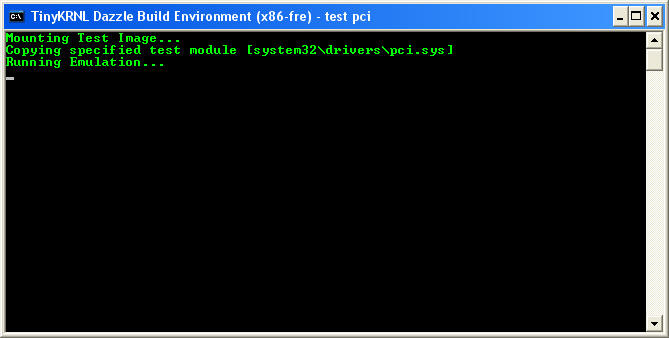 TinyKRNL Dazzle Build Environment (x86-fre) - test pci
Mounting Test Image...
Copying specified test module [system32\drivers\pci.sys]
Running Emulation...